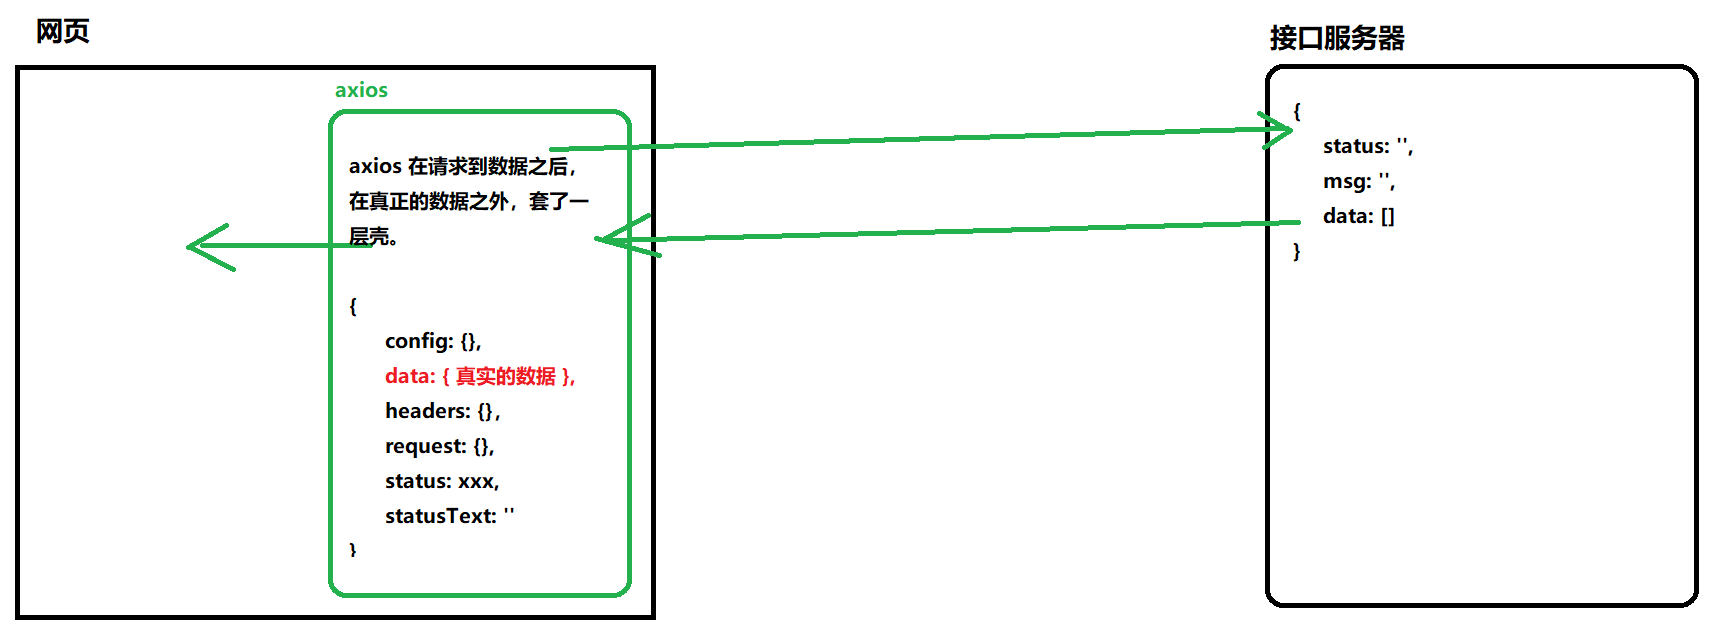 网页
axios
axios 在请求到数据之后，
在真正的数据之外，套了一
层壳。
{
config: {},
data: { 真实的数据 },
headers: {},
request: {},
status: xxx,
statusText: ''
}
接口服务器
{
status: '',
msg: '',
data: []
}